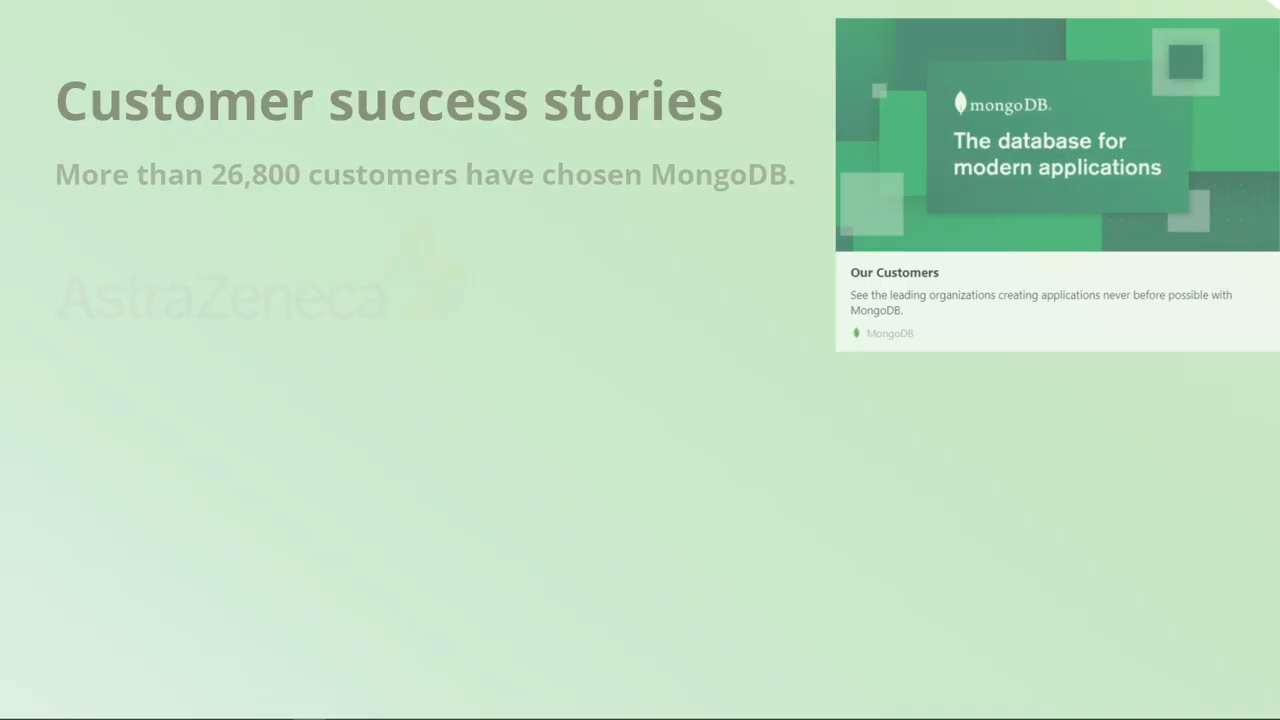 Customer success stories
More than 26,800 customers have chosen MongoDB.
AstraZeneca
mongoDB.
The database for
modern applications
Our Customers
See the leading organizations creating applications never before possible with
MongoDB.
MongoDB